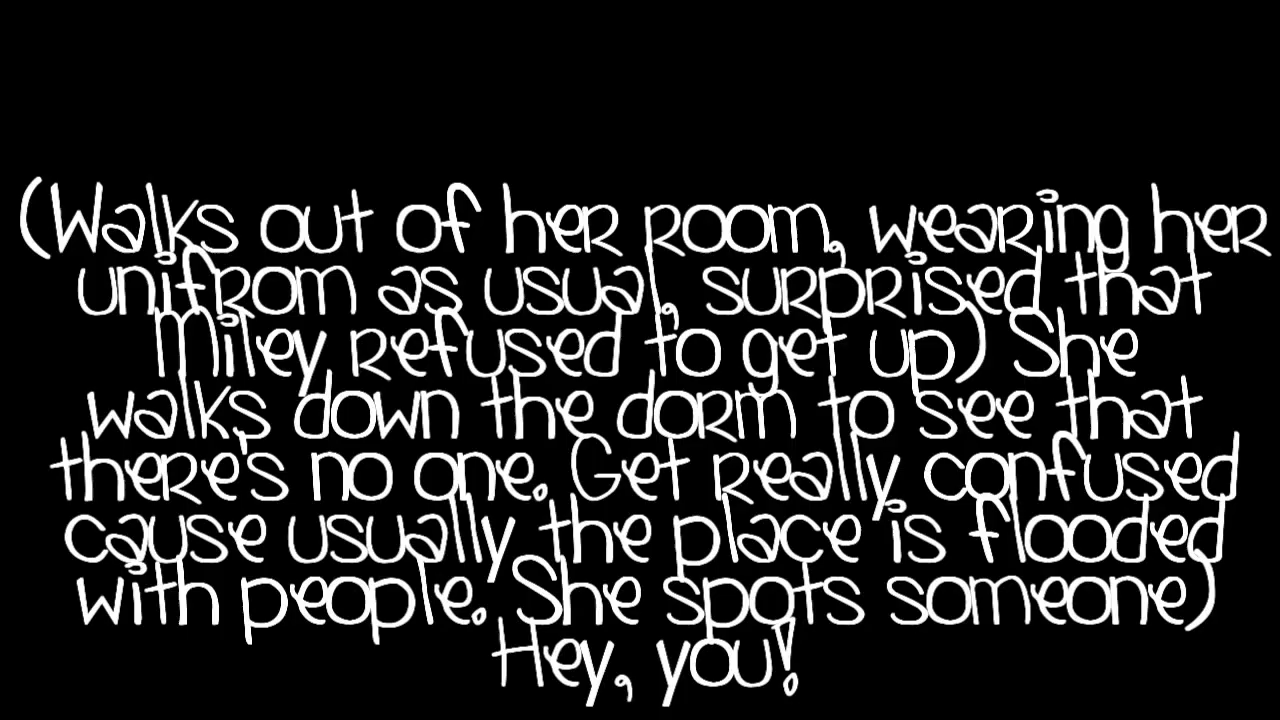 (Walks out of her room, wearing her
unifrom as usual, surprised that
Miley refused to get up) She
walks down the dorm to see that
there's no one. Get really confused
cause usually the place is flooded
with people. She spots someone)
Hey, you!